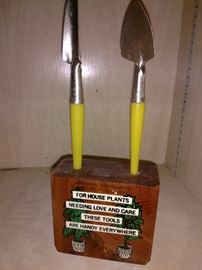 FOR HOUSE PLANTS
NEEDING LOVE AND CARE
THESE TOOLS
ARE HANDY EVERYWHERE